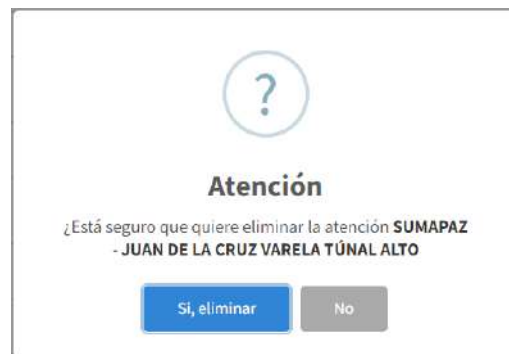 ?
Atención
¿Está seguro que quiere eliminar la atención SUMAPAZ
- JUAN DE LA CRUZ VARELA TÚNAL ALTO
Si, eliminar
No